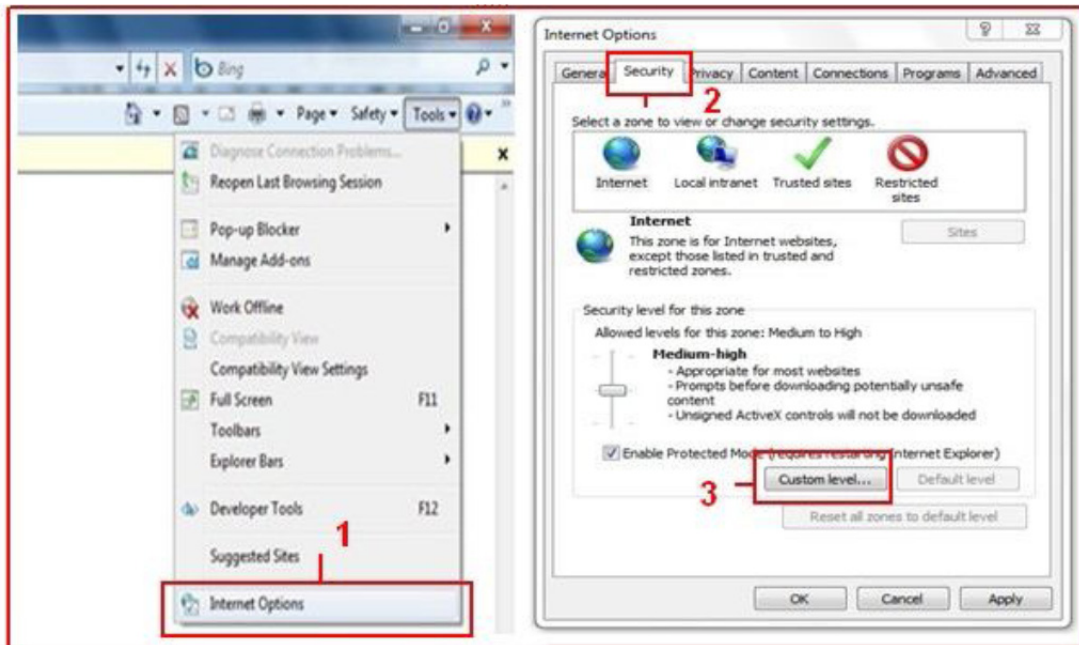 Bing
Page Safety Tools
Diagnose Connection Problems...
Reopen Last Browsing Session
Pop-up Blocker
Manage Add-ons
Work Offline
Compatibility View
Compatibility View Settings
Full Screen F11
Toolbars
Explorer Bars
Developer Tools F12
1
Suggested Sites
Internet Options
Internet Options
General Security Privacy Content Connections Programs Advanced
2
Select a zone to view or change security settings.
Internet Local intranet Trusted sites Restricted sites
Internet
Sites
This zone is for Internet websites,
except those listed in trusted and
restricted zones.
Security level for this zone
Allowed levels for this zone: Medium to High
Medium-high
- Appropriate for most websites
- Prompts before downloading potentially unsafe
content
- Unsigned ActiveX controls will not be downloaded
Enable Protected Mode (requires restarting Internet Explorer)
3
Custom level... Default level
Reset all zones to default level
OK Cancel Apply